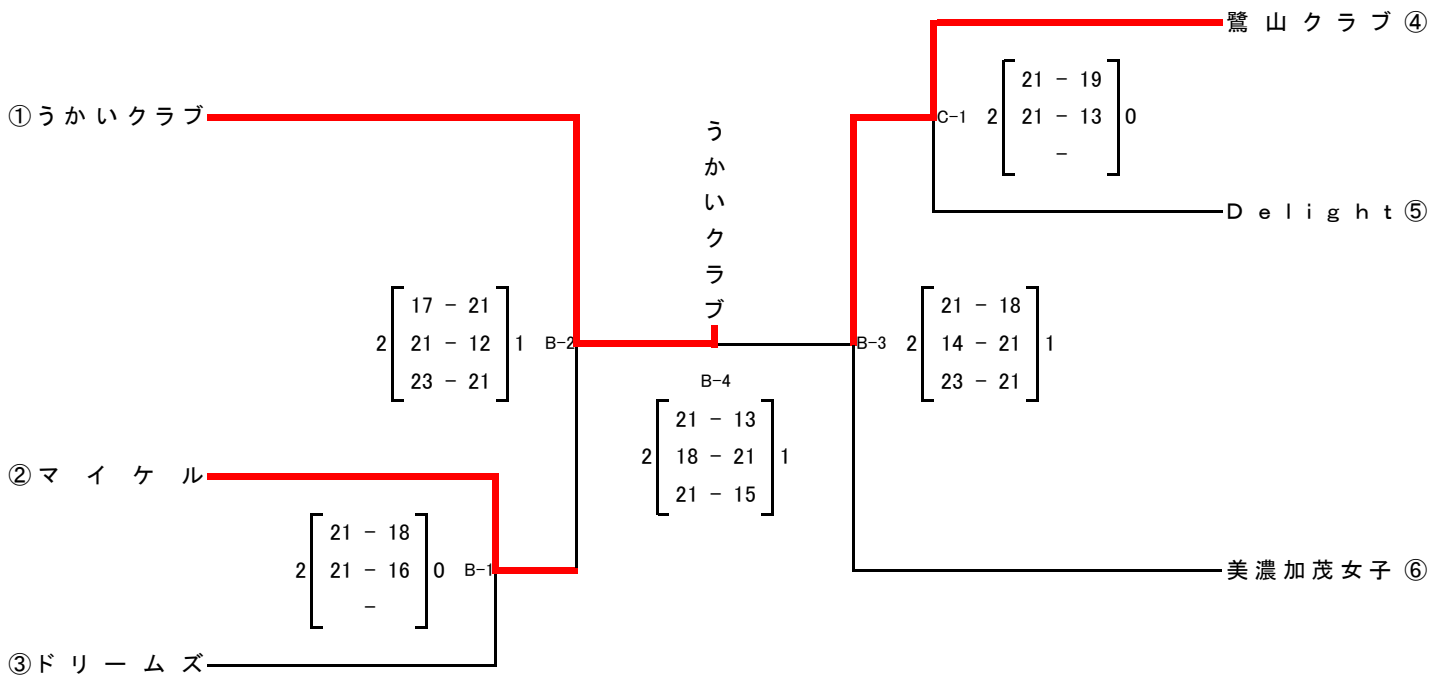 鷺山クラブ④
①うかいクラブ
うかいクラブ
C-1
2
21 - 19
21 - 13
-
0
Delight⑤
2
17 - 21
21 - 12
23 - 21
1
B-2
B-3
2
21 - 18
14 - 21
23 - 21
1
B-4
2
21 - 13
18 - 21
21 - 15
1
②マイケル
2
21 - 18
21 - 16
-
0
B-1
美濃加茂女子⑥
③ドリームズ